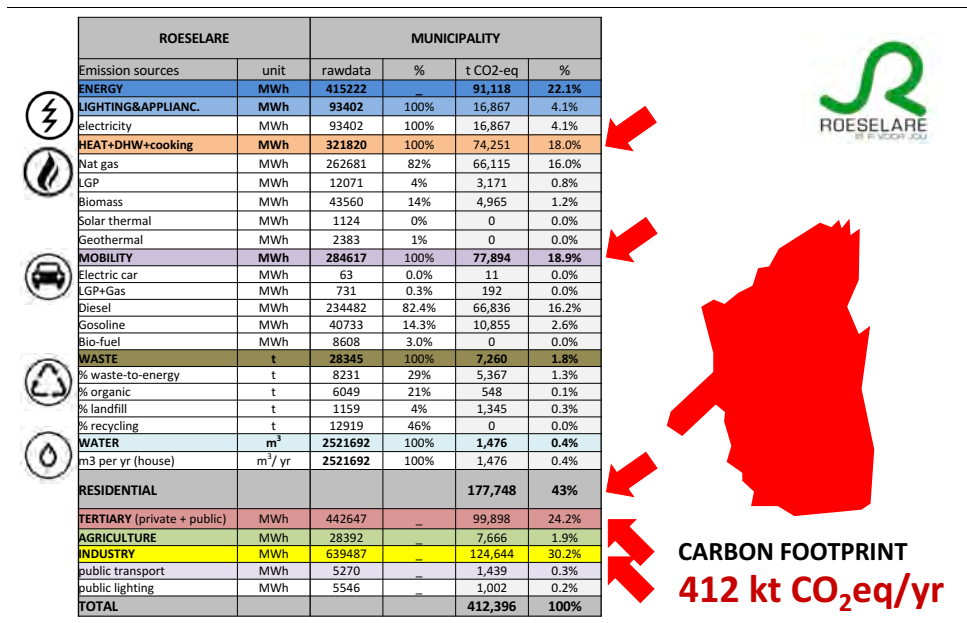 ROESELARE MUNICIPALITY
Emission sources unit rawdata % t CO2-eq %
ENERGY MWh 415222 _ 91,118 22.1%
LIGHTING&APPLIANC. MWh 93402 100% 16,867 4.1%
electricity MWh 93402 100% 16,867 4.1%
HEAT+DHW+cooking MWh 321820 100% 74,251 18.0%
Nat gas MWh 262681 82% 66,115 16.0%
LGP MWh 12071 4% 3,171 0.8%
Biomass MWh 43560 14% 4,965 1.2%
Solar thermal MWh 1124 0% 0 0.0%
Geothermal MWh 2383 1% 0 0.0%
MOBILITY MWh 284617 100% 77,894 18.9%
Electric car MWh 63 0.0% 11 0.0%
LGP+Gas MWh 731 0.3% 192 0.0%
Diesel MWh 234482 82.4% 66,836 16.2%
Gosoline MWh 40733 14.3% 10,855 2.6%
Bio-fuel MWh 8608 3.0% 0 0.0%
WASTE t 28345 100% 7,260 1.8%
% waste-to-energy t 8231 29% 5,367 1.3%
% organic t 6049 21% 548 0.1%
% landfill t 1159 4% 1,345 0.3%
% recycling t 12919 46% 0 0.0%
WATER m³ 2521692 100% 1,476 0.4%
m3 per yr (house) m³/ yr 2521692 100% 1,476 0.4%
RESIDENTIAL 177,748 43%
TERTIARY (private + public) MWh 442647 _ 99,898 24.2%
AGRICULTURE MWh 28392 _ 7,666 1.9%
INDUSTRY MWh 639487 _ 124,644 30.2%
public transport MWh 5270 _ 1,439 0.3%
public lighting MWh 5546 _ 1,002 0.2%
TOTAL 412,396 100%
ROESELARE
CARBON FOOTPRINT
412 kt CO₂eq/yr